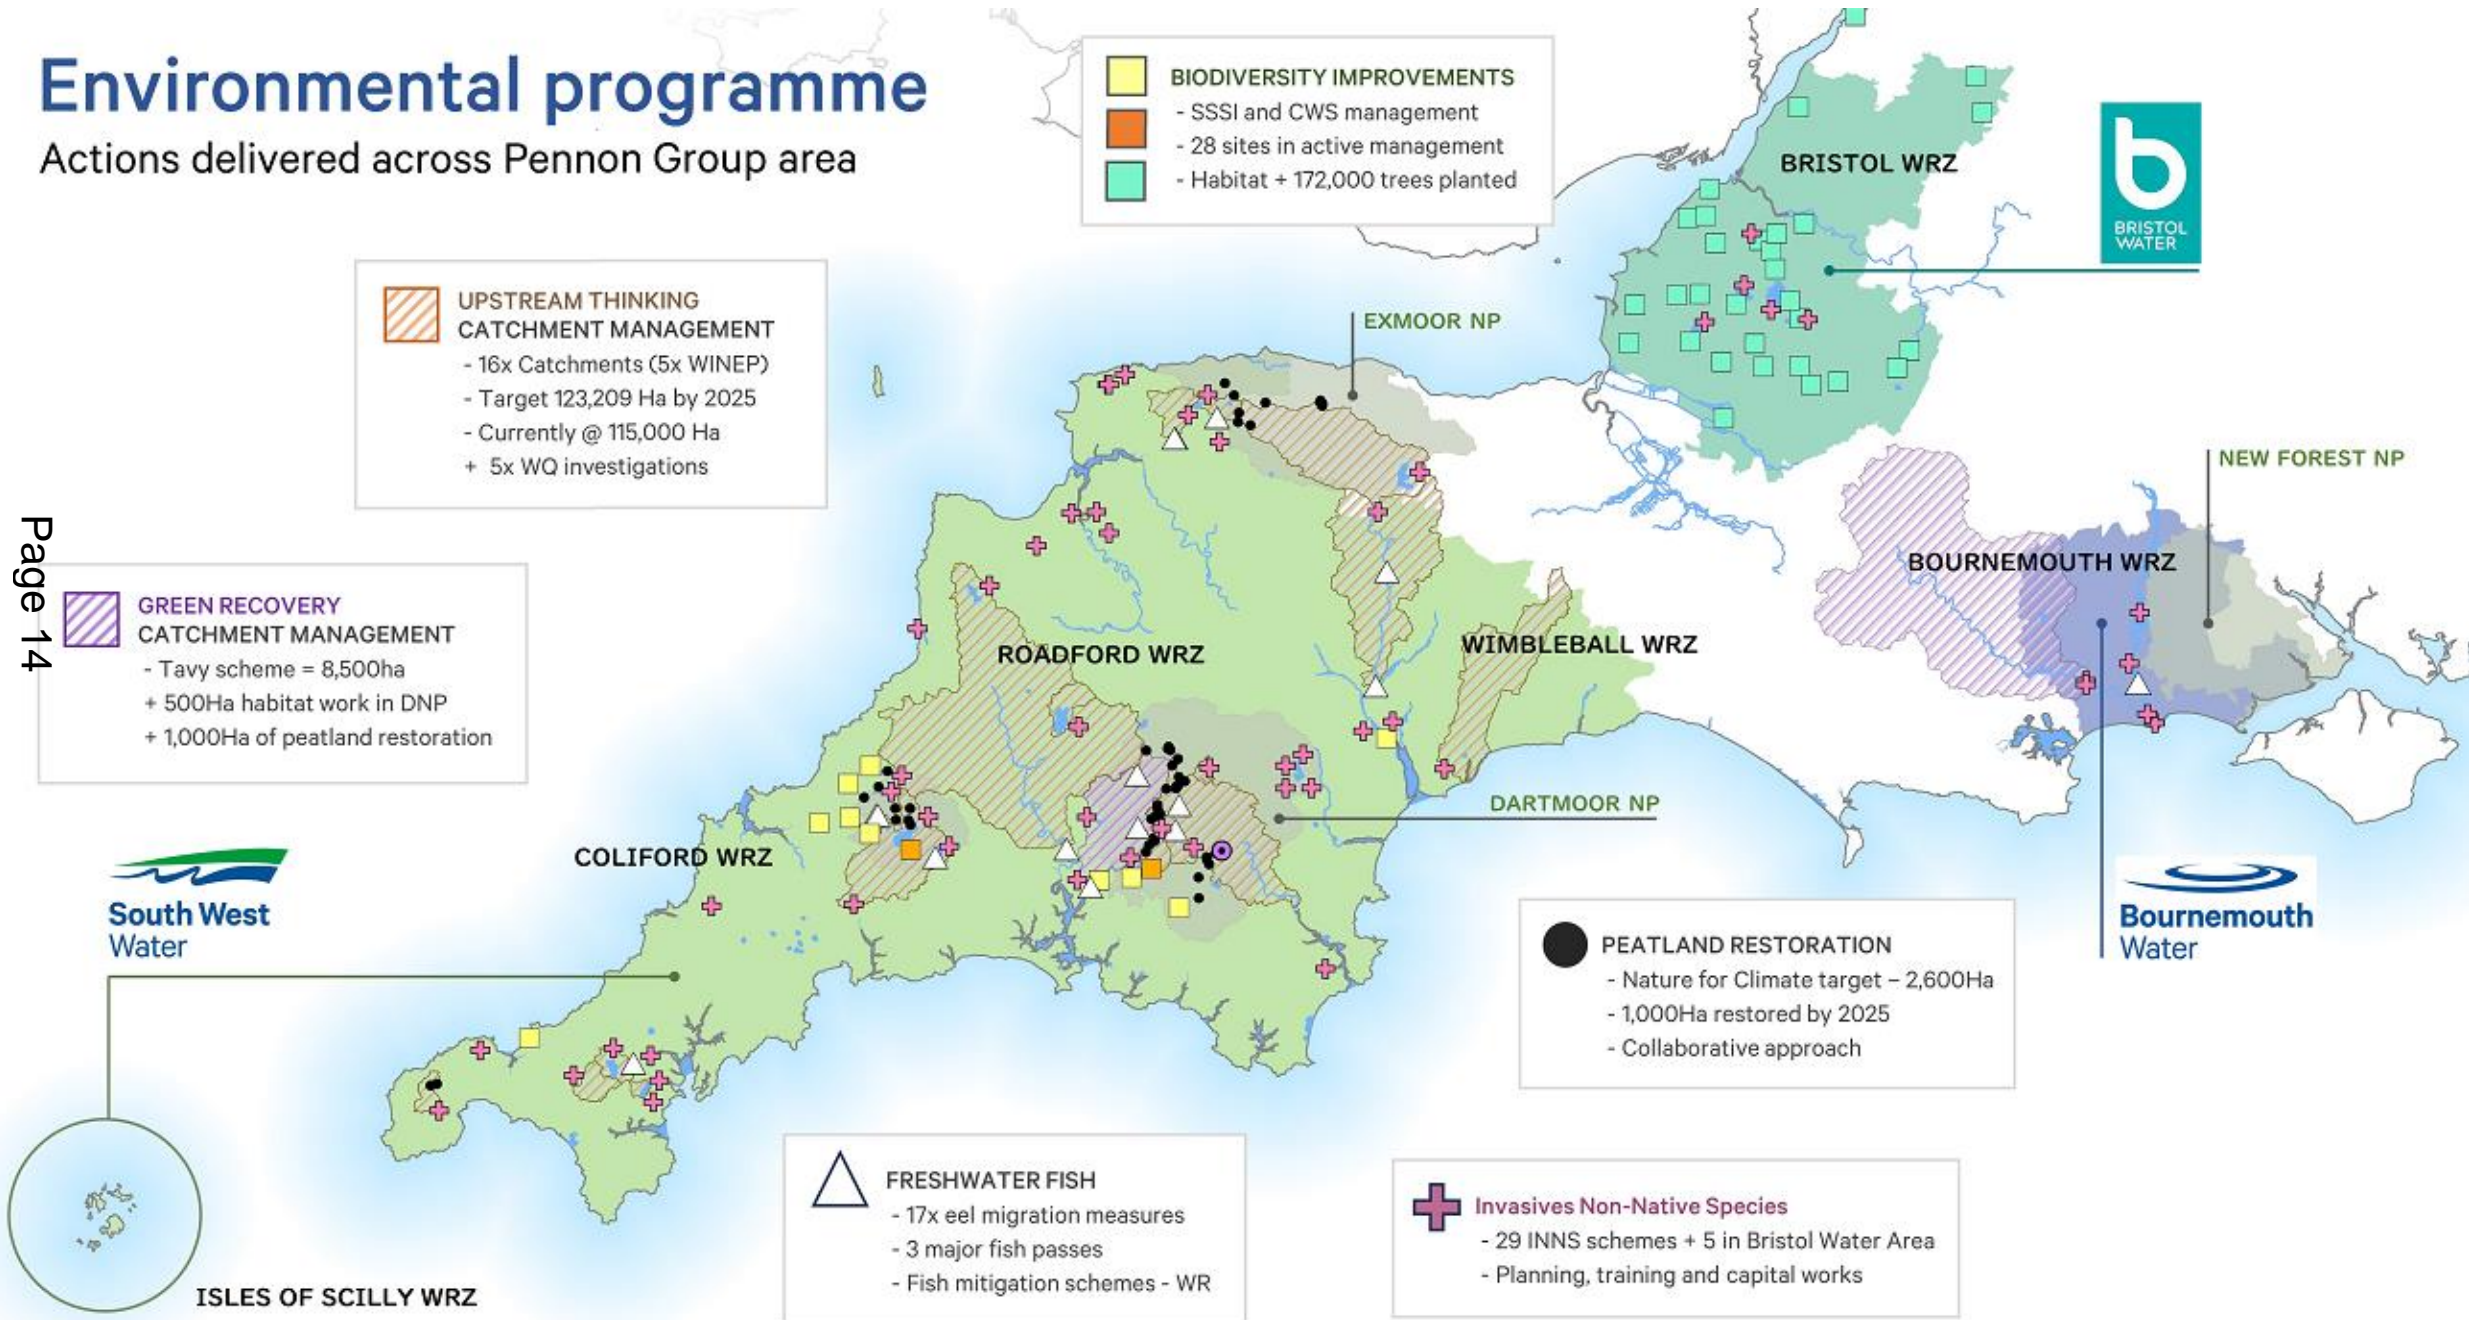 Environmental programme
Actions delivered across Pennon Group area
BIODIVERSITY IMPROVEMENTS
- SSSI and CWS management
- 28 sites in active management
- Habitat + 172,000 trees planted
BRISTOL WRZ
b
BRISTOL
WATER
UPSTREAM THINKING
CATCHMENT MANAGEMENT
- 16x Catchments (5x WINEP)
- Target 123,209 Ha by 2025
- Currently @ 115,000 Ha
+ 5x WQ investigations
EXMOOR NP
NEW FOREST NP
Page 14
GREEN RECOVERY
CATCHMENT MANAGEMENT
- Tavy scheme = 8,500ha
+ 500Ha habitat work in DNP
+ 1,000Ha of peatland restoration
BOURNEMOUTH WRZ
ROADFORD WRZ
WIMBLEBALL WRZ
DARTMOOR NP
COLIFORD WRZ
South West
Water
Bournemouth
Water
PEATLAND RESTORATION
- Nature for Climate target – 2,600Ha
- 1,000Ha restored by 2025
- Collaborative approach
FRESHWATER FISH
- 17x eel migration measures
- 3 major fish passes
- Fish mitigation schemes - WR
Invasives Non-Native Species
- 29 INNS schemes + 5 in Bristol Water Area
- Planning, training and capital works
ISLES OF SCILLY WRZ